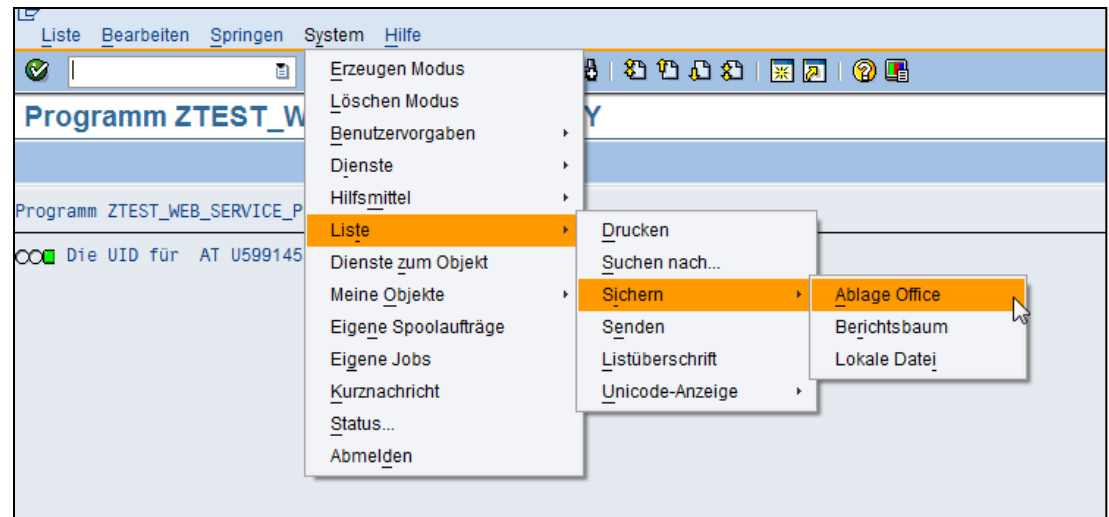 Liste Bearbeiten Springen System Hilfe
Programm ZTEST_W Y
Programm ZTEST_WEB_SERVICE_P
Die UID für AT U599145
Erzeugen Modus
Löschen Modus
Benutzervorgaben
Dienste
Hilfsmittel
Liste
Dienste zum Objekt
Meine Objekte
Eigene Spoolaufträge
Eigene Jobs
Kurznachricht
Status...
Abmelden
Drucken
Suchen nach...
Sichern
Senden
Listüberschrift
Unicode-Anzeige
Ablage Office
Berichtsbaum
Lokale Datei